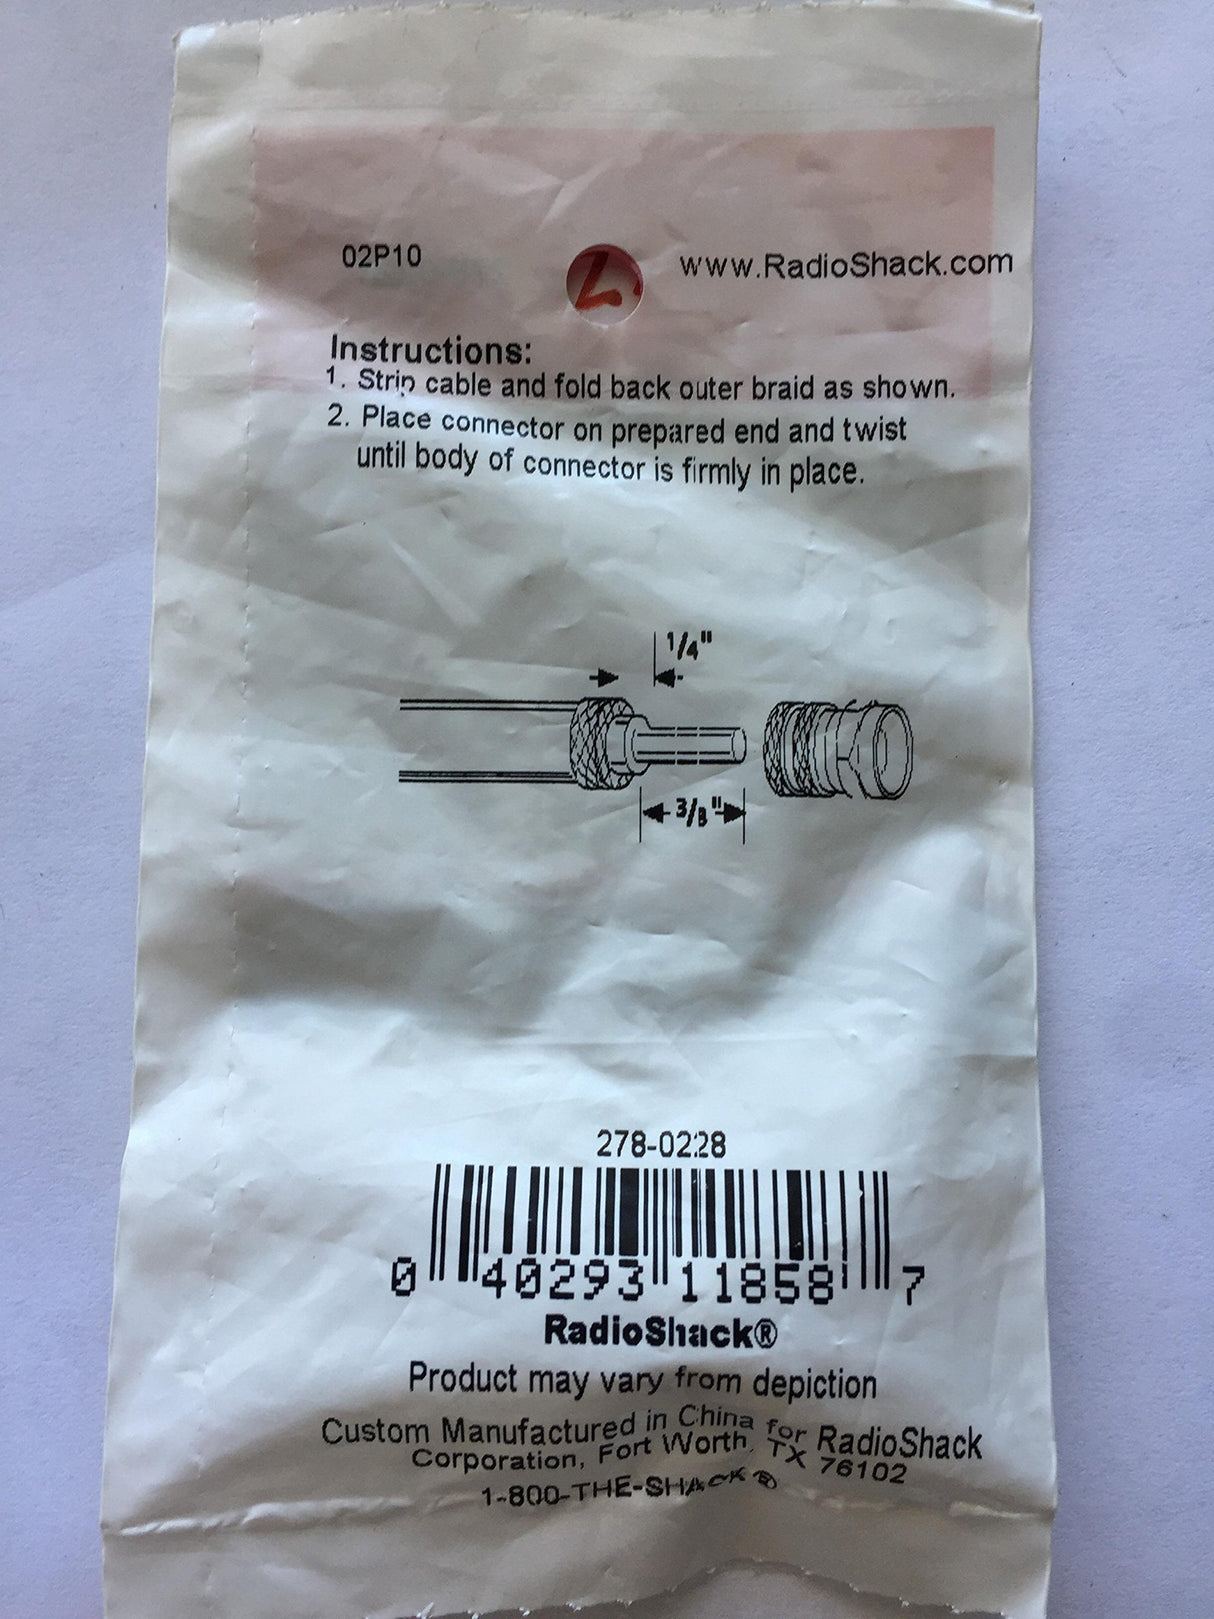 02P10
www.RadioShack.com
Instructions:
1. Strip cable and fold back outer braid as shown.
2. Place connector on prepared end and twist
until body of connector is firmly in place.
1/4"
3/8"
278-0228
0 40293 11858 7
RadioShack®
Product may vary from depiction
Custom Manufactured in China for RadioShack
Corporation, Fort Worth, TX 76102
1-800-THE-SHACK®